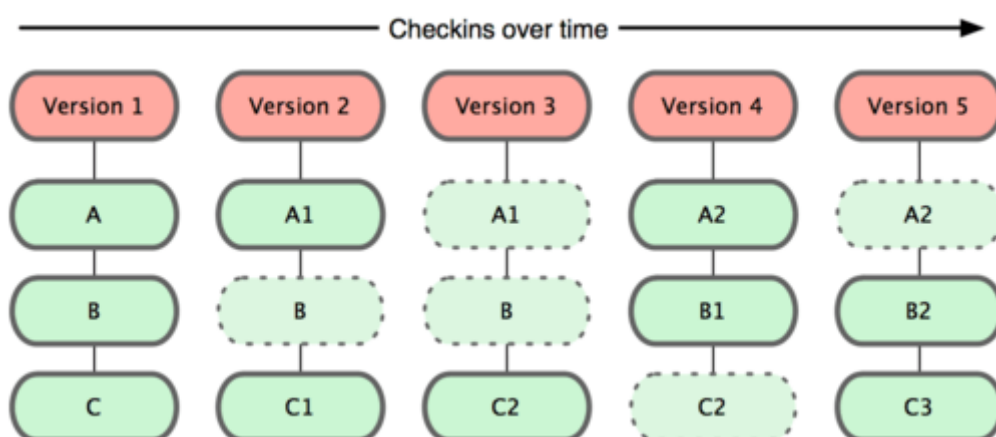 Checkins over time
Version 1 Version 2 Version 3 Version 4 Version 5
A A1 A1 A2 A2
B B B B1 B2
C C1 C2 C2 C3